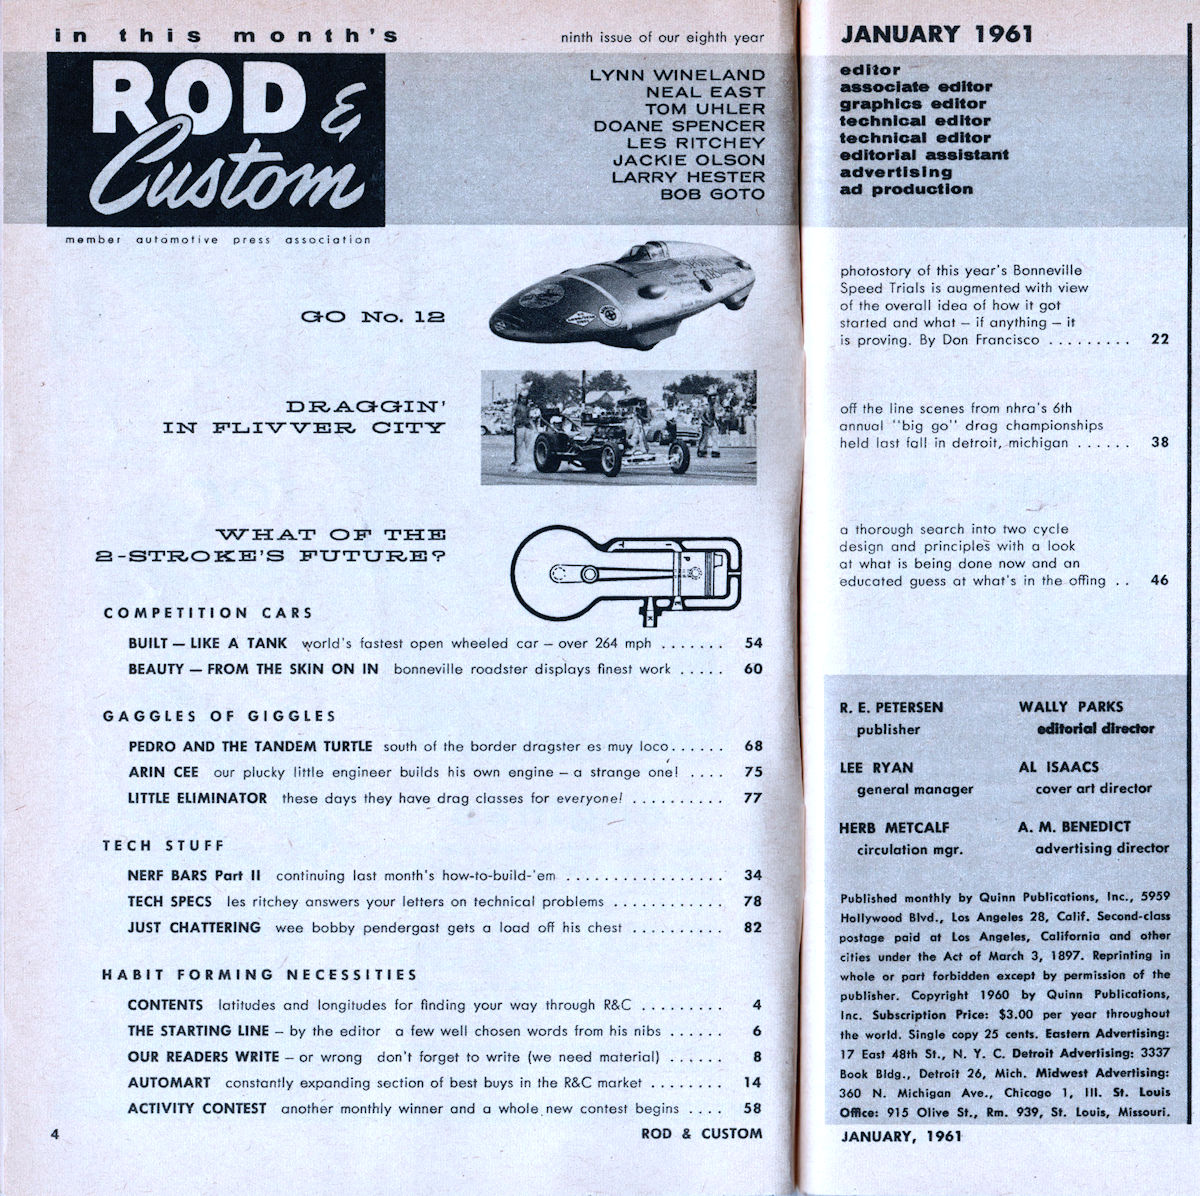 in this month's
ROD &
Custom
member automotive press association
ninth issue of our eighth year
LYNN WINELAND
NEAL EAST
TOM UHLER
DOANE SPENCER
LES RITCHEY
JACKIE OLSON
LARRY HESTER
BOB GOTO
JANUARY 1961
editor
associate editor
graphics editor
technical editor
technical editor
editorial assistant
advertising
ad production
GO No. 12
photostory of this year's Bonneville
Speed Trials is augmented with view
of the overall idea of how it got
started and what – if anything – it
is proving. By Don Francisco ......... 22
DRAGGIN'
IN FLIVVER CITY
off the line scenes from nhra's 6th
annual "big go" drag championships
held last fall in detroit, michigan ...... 38
WHAT OF THE
2-STROKE'S FUTURE?
a thorough search into two cycle
design and principles with a look
at what is being done now and an
educated guess at what's in the offing .. 46
COMPETITION CARS
BUILT – LIKE A TANK world's fastest open wheeled car – over 264 mph ....... 54
BEAUTY – FROM THE SKIN ON IN bonneville roadster displays finest work ..... 60
GAGGLES OF GIGGLES
PEDRO AND THE TANDEM TURTLE south of the border dragster es muy loco...... 68
ARIN CEE our plucky little engineer builds his own engine – a strange one! .... 75
LITTLE ELIMINATOR these days they have drag classes for everyone! .......... 77
TECH STUFF
NERF BARS Part II continuing last month's how-to-build-'em ................. 34
TECH SPECS les ritchey answers your letters on technical problems ............ 78
JUST CHATTERING wee bobby pendergast gets a load off his chest .......... 82
HABIT FORMING NECESSITIES
CONTENTS latitudes and longitudes for finding your way through R&C ......... 4
THE STARTING LINE – by the editor a few well chosen words from his nibs ...... 6
OUR READERS WRITE – or wrong don't forget to write (we need material) ...... 8
AUTOMART constantly expanding section of best buys in the R&C market ........ 14
ACTIVITY CONTEST another monthly winner and a whole new contest begins .... 58
4
ROD & CUSTOM
R. E. PETERSEN
publisher
WALLY PARKS
editorial director
LEE RYAN
general manager
AL ISAACS
cover art director
HERB METCALF
circulation mgr.
A. M. BENEDICT
advertising director
Published monthly by Quinn Publications, Inc., 5959
Hollywood Blvd., Los Angeles 28, Calif. Second-class
postage paid at Los Angeles, California and other
cities under the Act of March 3, 1897. Reprinting in
whole or part forbidden except by permission of the
publisher. Copyright 1960 by Quinn Publications,
Inc. Subscription Price: $3.00 per year throughout
the world. Single copy 25 cents. Eastern Advertising:
17 East 48th St., N. Y. C. Detroit Advertising: 3337
Book Bldg., Detroit 26, Mich. Midwest Advertising:
360 N. Michigan Ave., Chicago 1, Ill. St. Louis
Office: 915 Olive St., Rm. 939, St. Louis, Missouri.
JANUARY, 1961